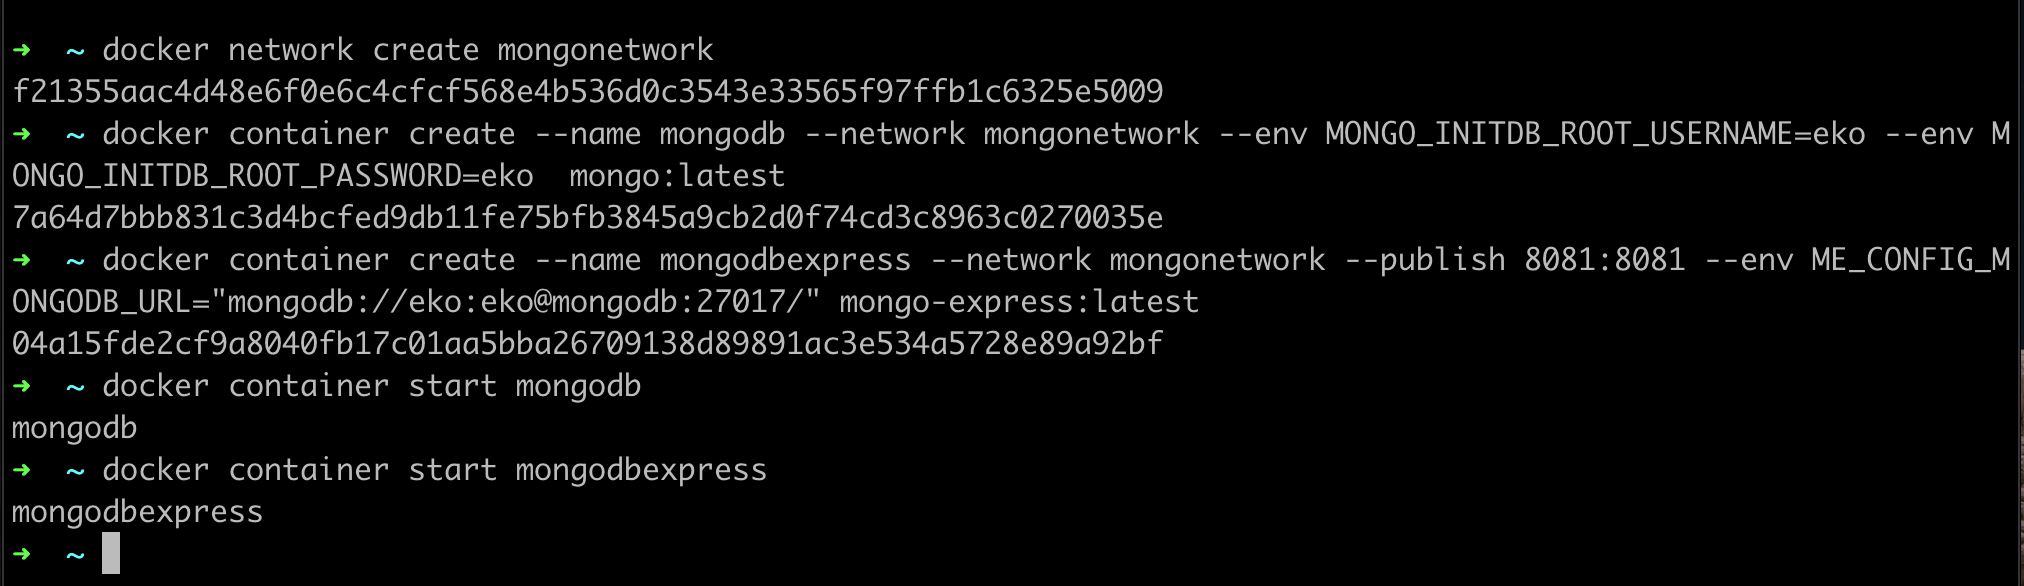 ➜  ~ docker network create mongonetwork
f21355aac4d48e6f0e6c4cfcf568e4b536d0c3543e33565f97ffb1c6325e5009
➜  ~ docker container create --name mongodb --network mongonetwork --env MONGO_INITDB_ROOT_USERNAME=eko --env M
ONGO_INITDB_ROOT_PASSWORD=eko  mongo:latest
7a64d7bbb831c3d4bcfed9db11fe75bfb3845a9cb2d0f74cd3c8963c0270035e
➜  ~ docker container create --name mongodbexpress --network mongonetwork --publish 8081:8081 --env ME_CONFIG_M
ONGODB_URL="mongodb://eko:eko@mongodb:27017/" mongo-express:latest
04a15fde2cf9a8040fb17c01aa5bba26709138d89891ac3e534a5728e89a92bf
➜  ~ docker container start mongodb
mongodb
➜  ~ docker container start mongodbexpress
mongodbexpress
➜  ~